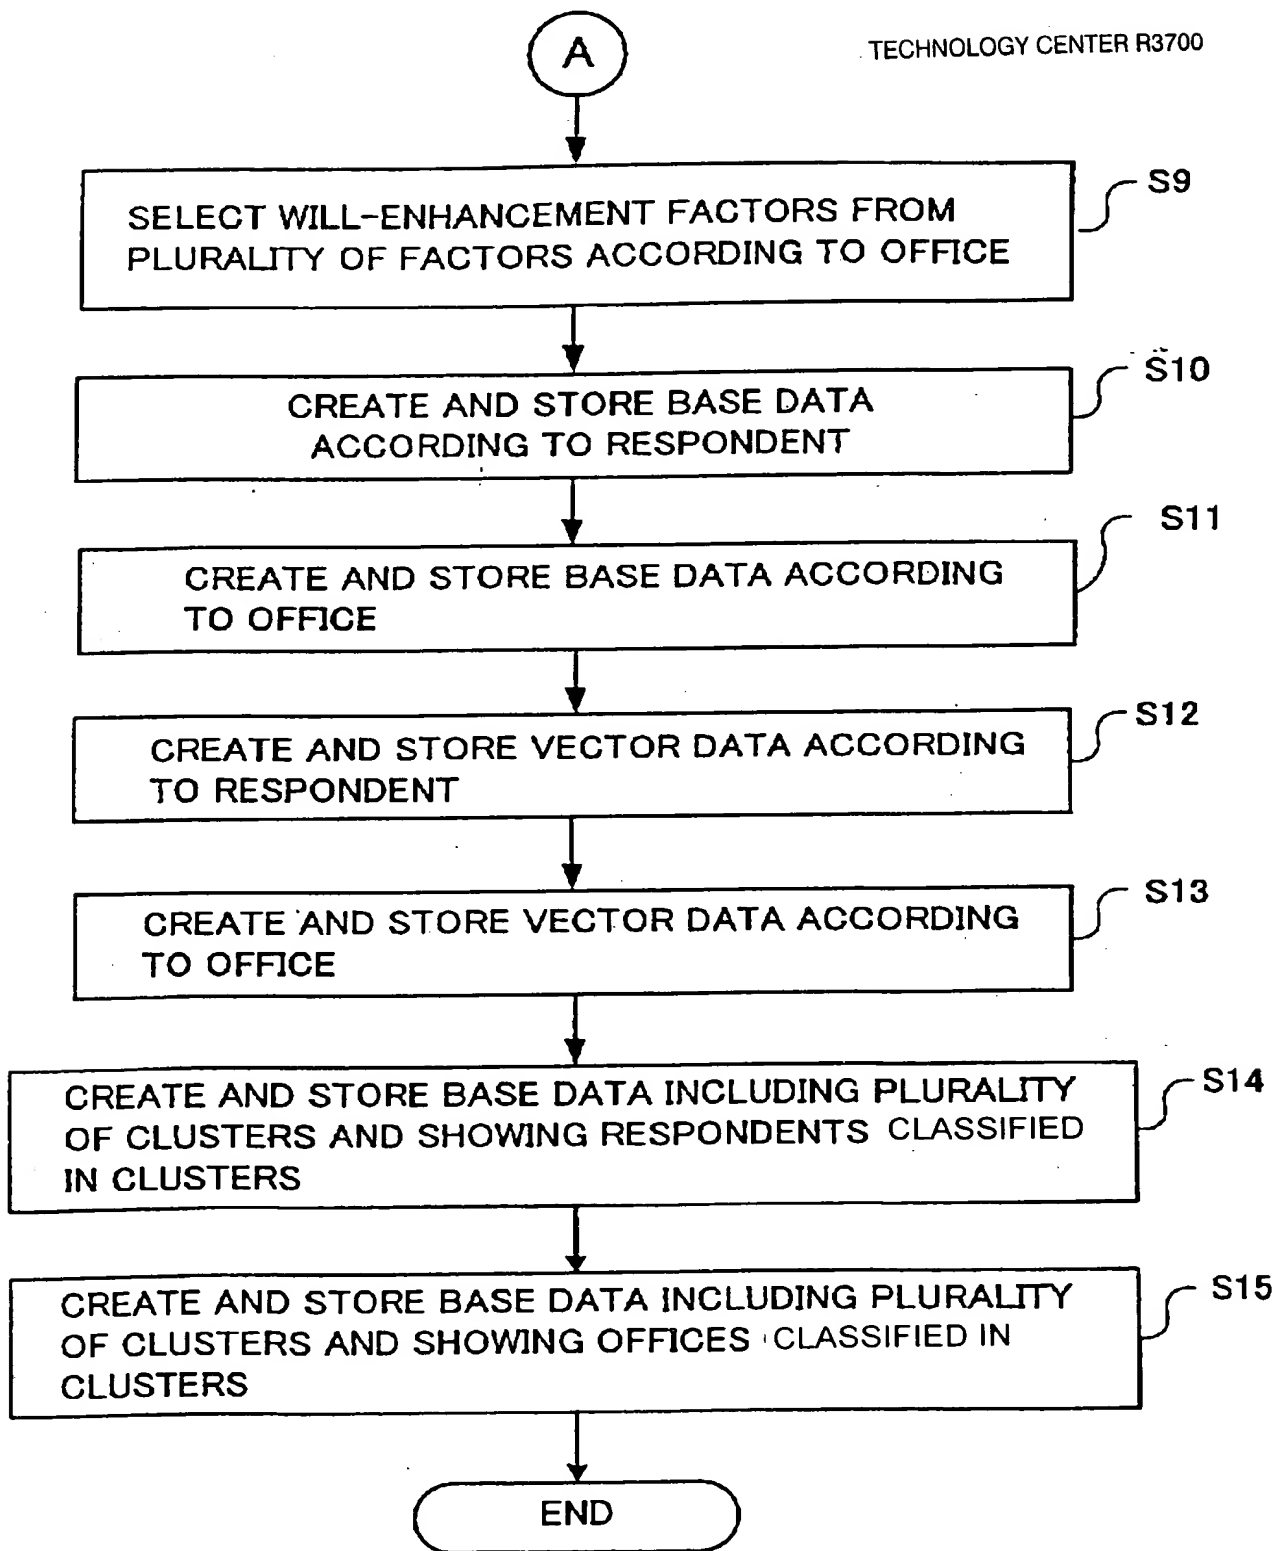 A
TECHNOLOGY CENTER R3700
S9
SELECT WILL-ENHANCEMENT FACTORS FROM
PLURALITY OF FACTORS ACCORDING TO OFFICE
S10
CREATE AND STORE BASE DATA
ACCORDING TO RESPONDENT
S11
CREATE AND STORE BASE DATA ACCORDING
TO OFFICE
S12
CREATE AND STORE VECTOR DATA ACCORDING
TO RESPONDENT
S13
CREATE AND STORE VECTOR DATA ACCORDING
TO OFFICE
S14
CREATE AND STORE BASE DATA INCLUDING PLURALITY
OF CLUSTERS AND SHOWING RESPONDENTS CLASSIFIED
IN CLUSTERS
S15
CREATE AND STORE BASE DATA INCLUDING PLURALITY
OF CLUSTERS AND SHOWING OFFICES CLASSIFIED IN
CLUSTERS
END